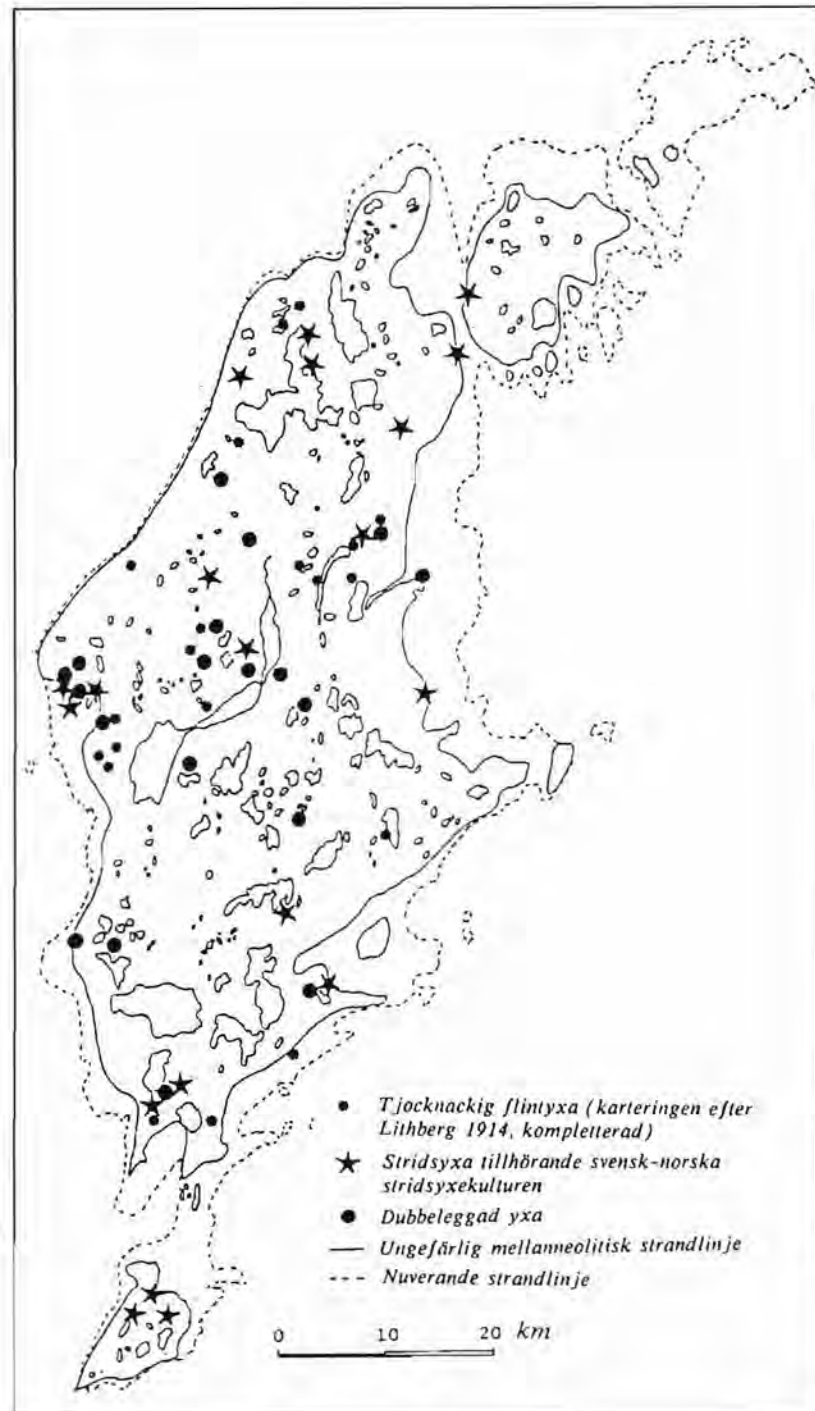 Tjocknackig flintyxa (karteringen efter
Lithberg 1914, kompletterad)
Stridsyxa tillhörande svensk-norska
stridsyxekulturen
Dubbeleggad yxa
Ungefärlig mellanneolitisk strandlinje
Nuverande strandlinje
0 10 20 km